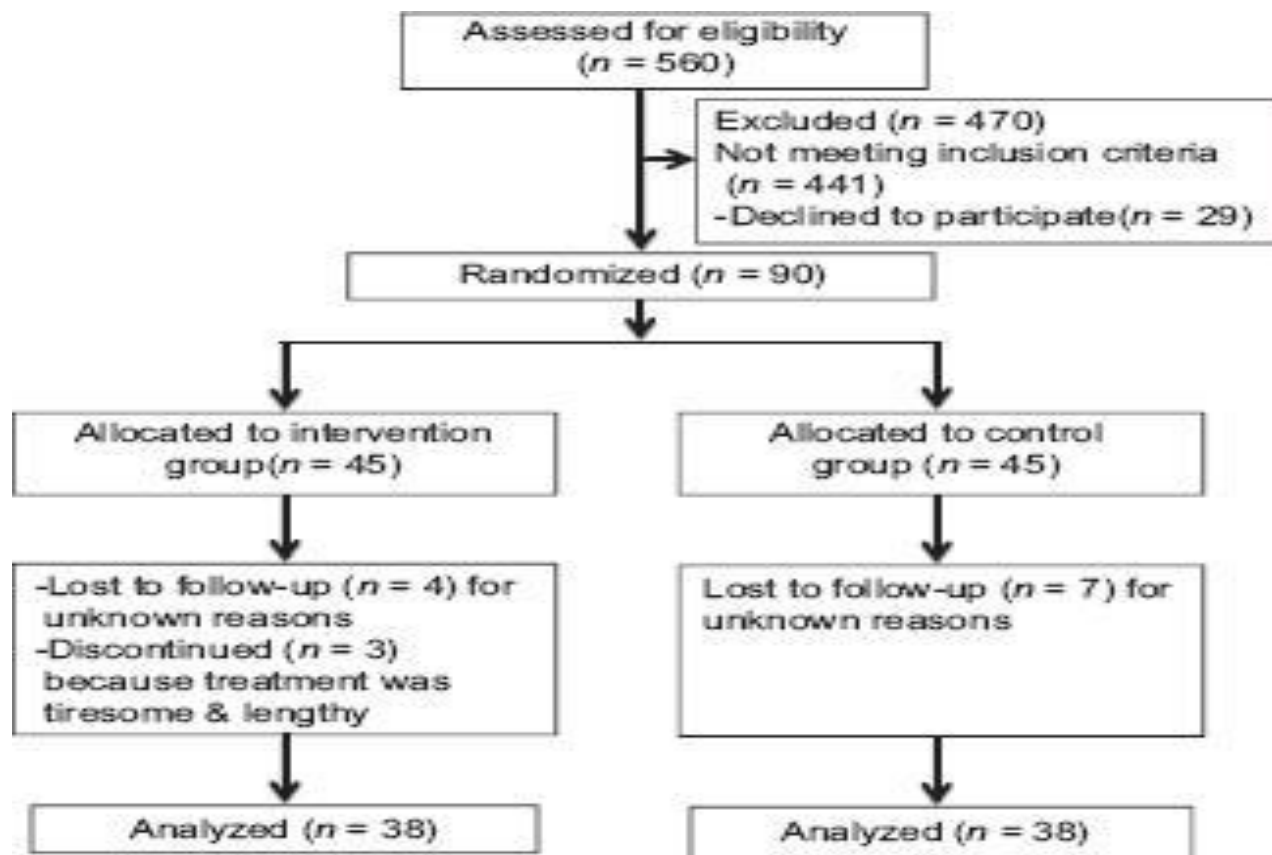 Assessed for eligibility
(n = 560)
Excluded (n = 470)
Not meeting inclusion criteria
(n = 441)
-Declined to participate(n = 29)
Randomized (n = 90)
Allocated to intervention
group(n = 45)
Allocated to control
group (n = 45)
-Lost to follow-up (n = 4) for
unknown reasons
-Discontinued (n = 3)
because treatment was
tiresome & lengthy
Lost to follow-up (n = 7) for
unknown reasons
Analyzed (n = 38)
Analyzed (n = 38)